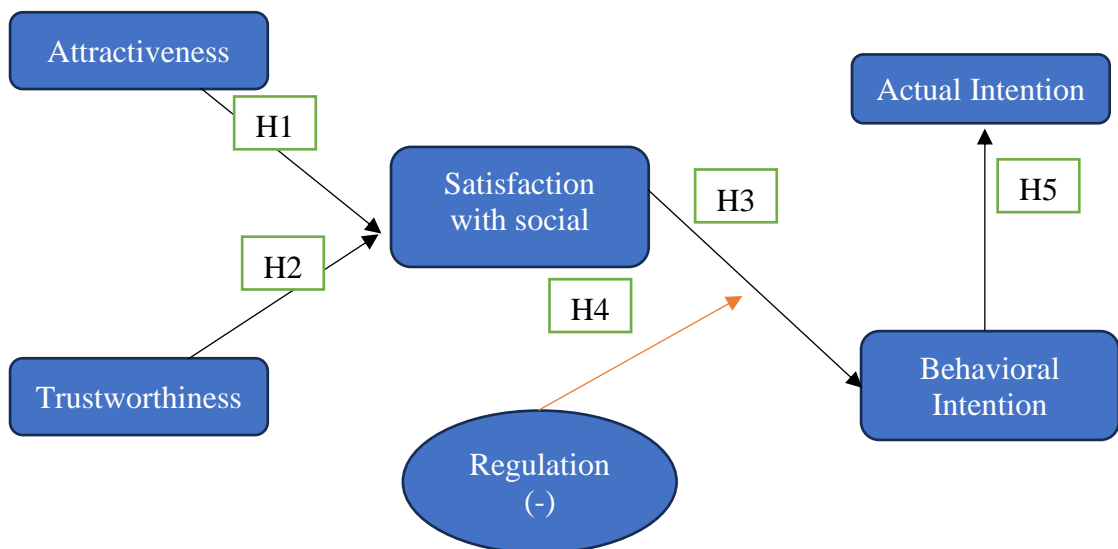 Attractiveness
H1
Actual Intention
Satisfaction
with social
H3
H5
H2
H4
Trustworthiness
Behavioral
Intention
Regulation
(-)